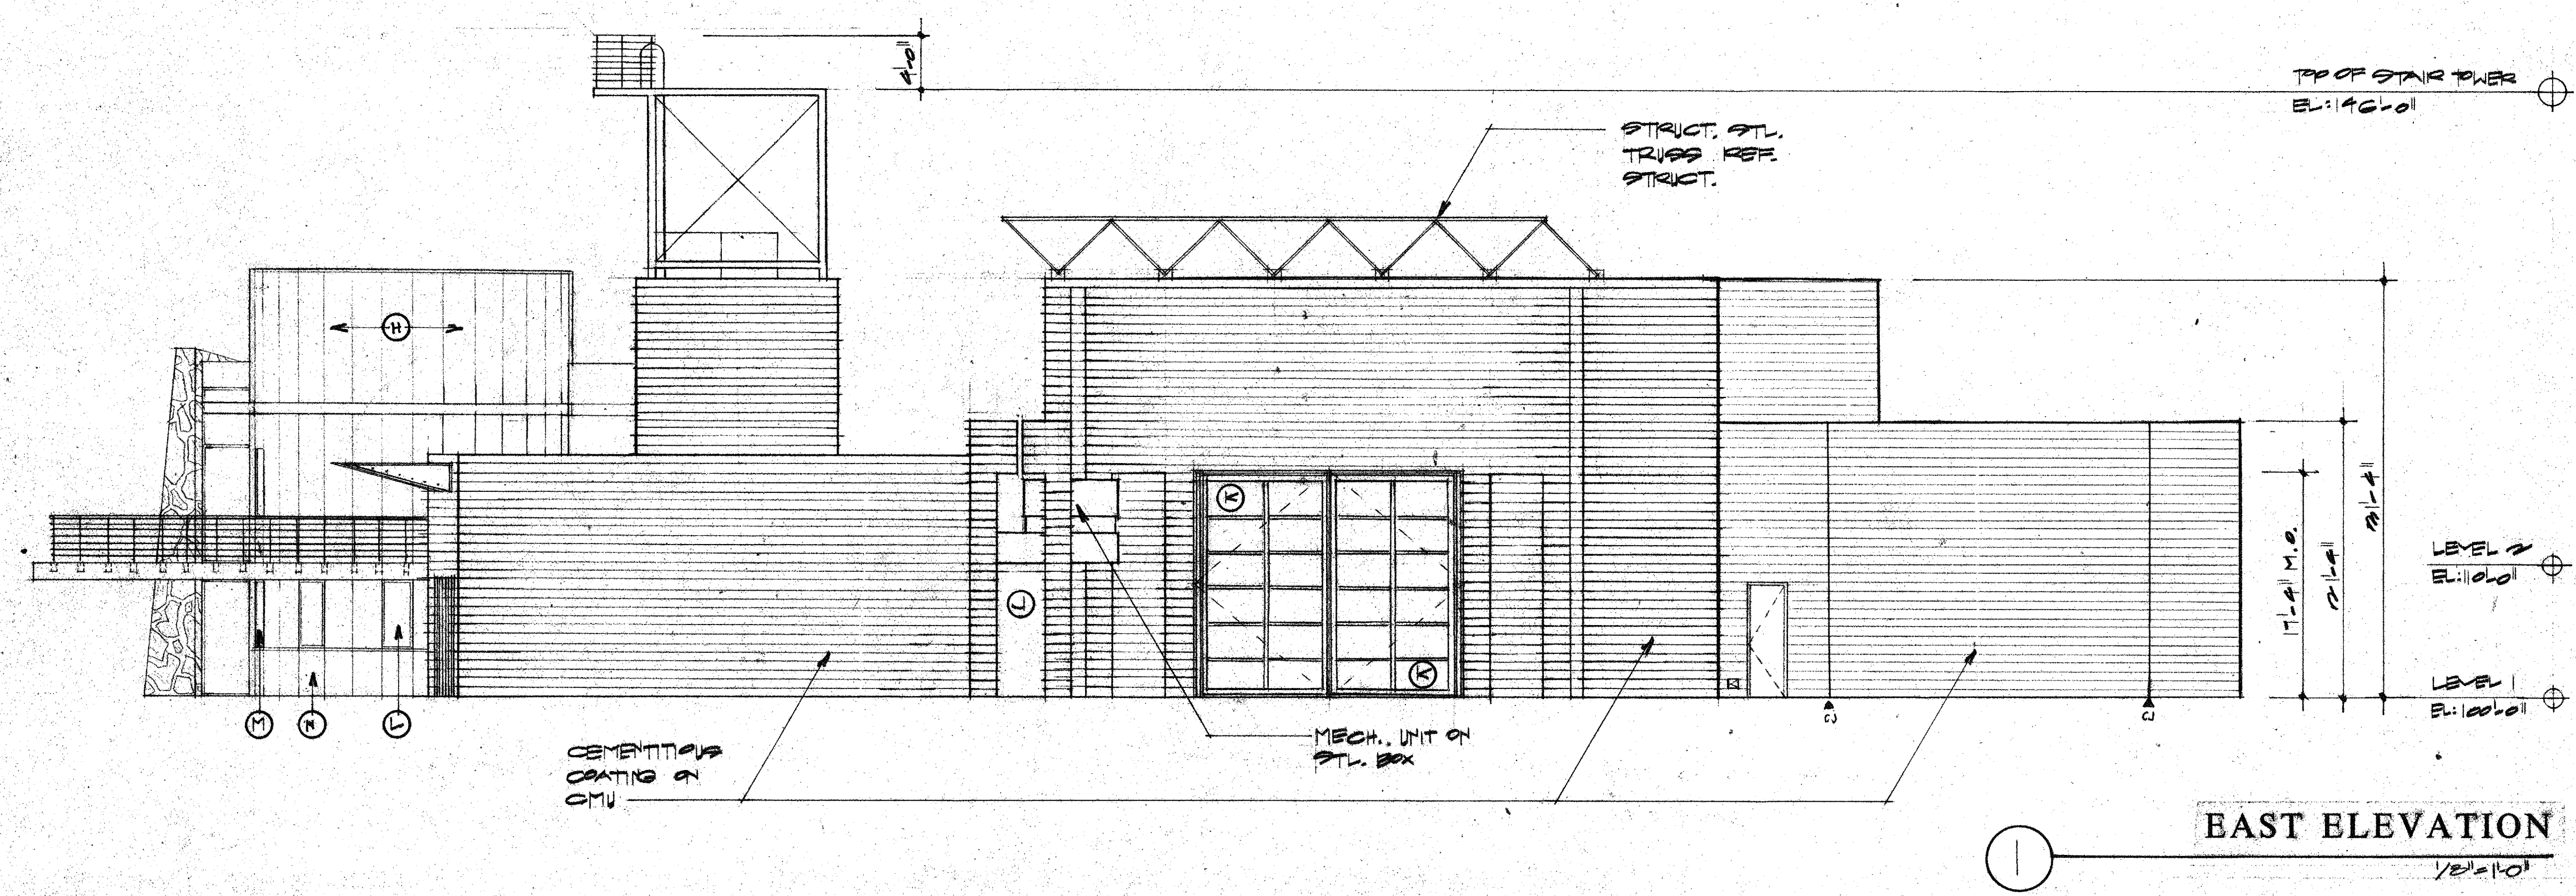 4'-0"
TOP OF STAIR TOWER
EL: 146'-0"
STRUCT. STL.
TRUSS REF.
STRUCT.
H
K
K
L
17'-4" M.O.
21'-4"
31'-4"
LEVEL 2
EL: 110'-0"
LEVEL 1
EL: 100'-0"
M
N
L
CJ
CJ
CEMENTITIOUS
COATING ON
CMU
MECH. UNIT ON
STL. BOX
EAST ELEVATION
1
1/8"=1'-0"